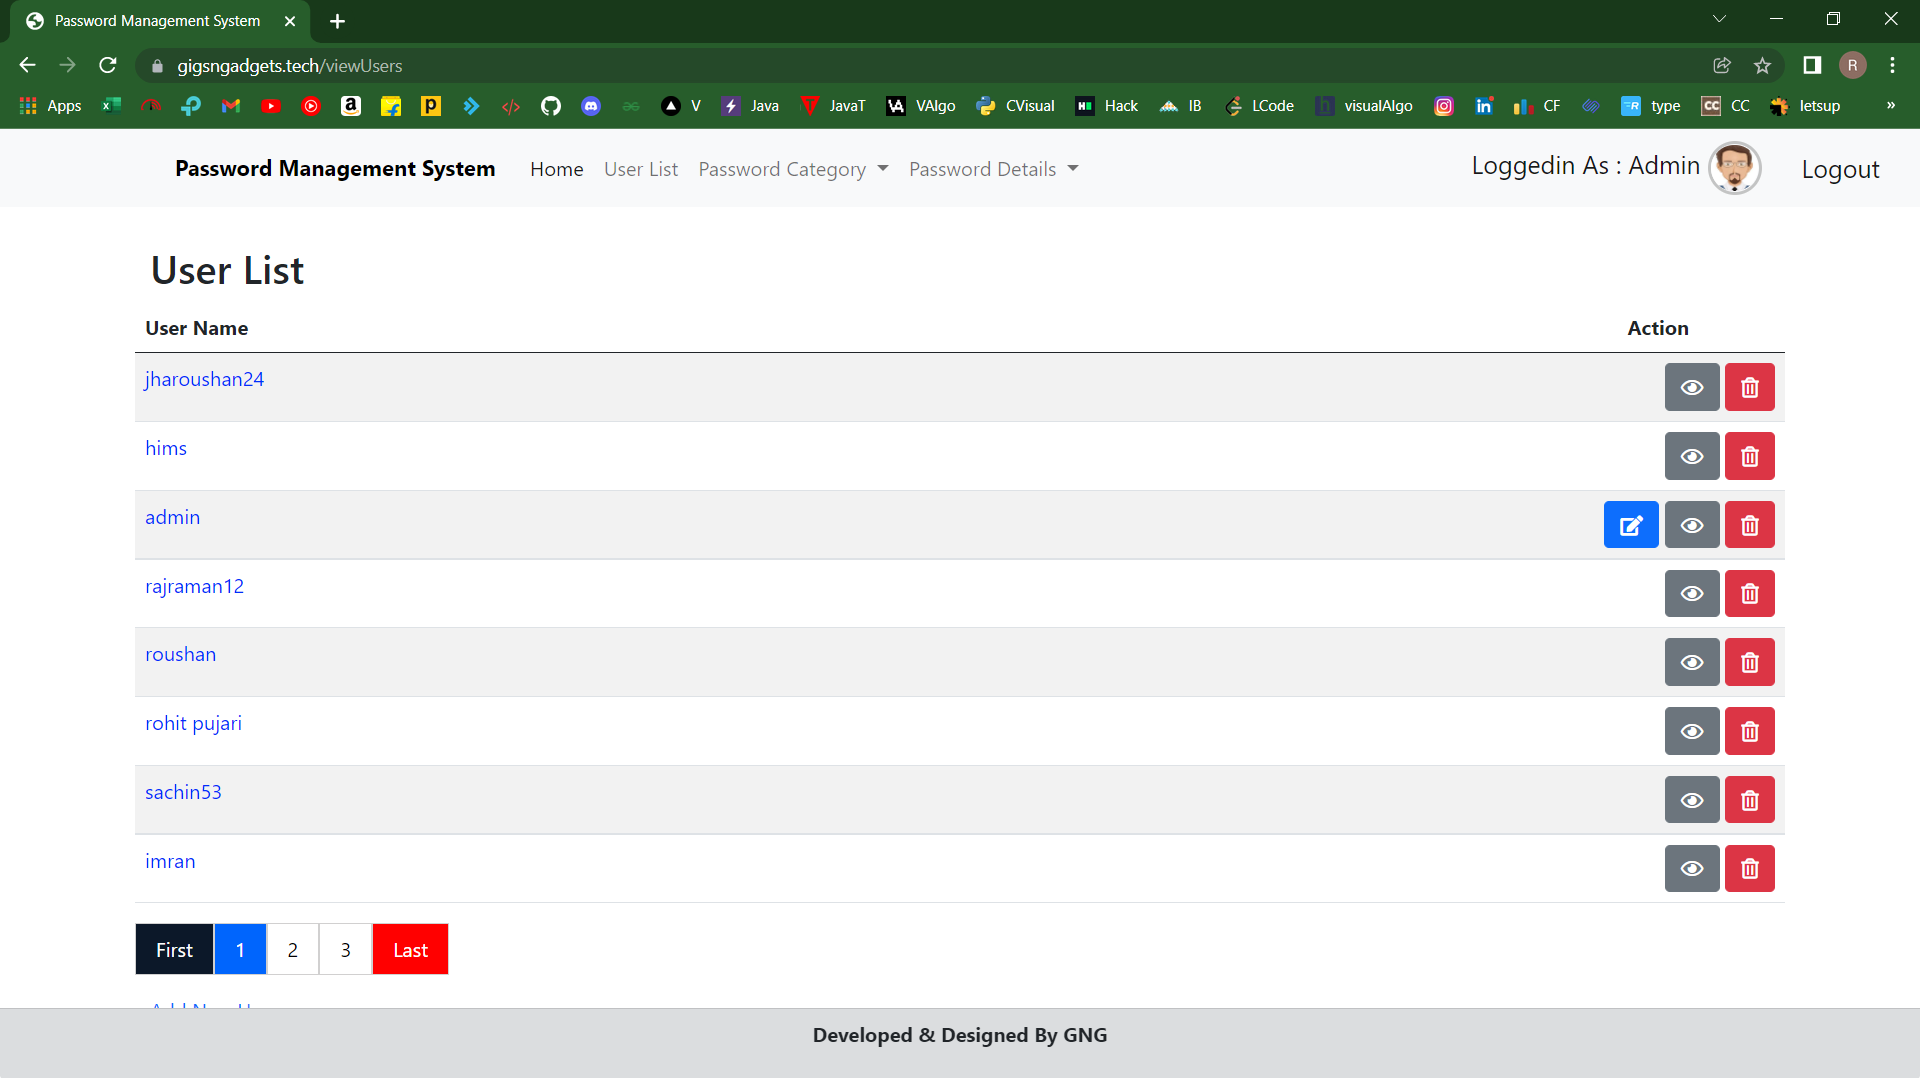 Password Management System
gigsngadgets.tech/viewUsers
R
Apps V Java JavaT VAlgo CVisual Hack IB LCode visualAlgo CF type CC letsup »
Password Management System Home User List Password Category Password Details Loggedin As : Admin Logout
User List
User Name Action
jharoushan24
hims
admin
rajraman12
roushan
rohit pujari
sachin53
imran
First 1 2 3 Last
Developed & Designed By GNG